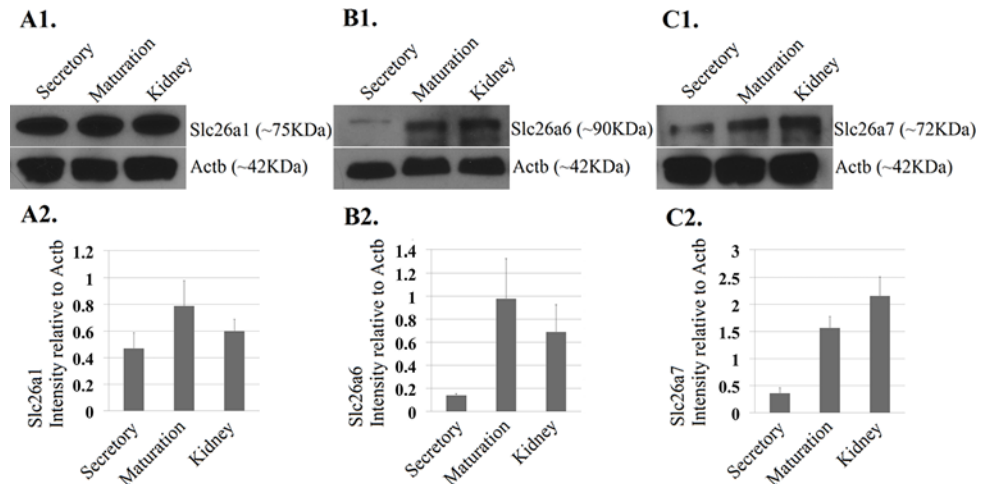 A1.
Secretory
Maturation
Kidney
Slc26a1 (~75KDa)
Actb (~42KDa)
B1.
Secretory
Maturation
Kidney
Slc26a6 (~90KDa)
Actb (~42KDa)
C1.
Secretory
Maturation
Kidney
Slc26a7 (~72KDa)
Actb (~42KDa)
A2.
Slc26a1
Intensity relative to Actb
1.2
1
0.8
0.6
0.4
0.2
0
Secretory
Maturation
Kidney
B2.
Slc26a6
Intensity relative to Actb
1.4
1.2
1
0.8
0.6
0.4
0.2
0
Secretory
Maturation
Kidney
C2.
Slc26a7
Intensity relative to Actb
3
2.5
2
1.5
1
0.5
0
Secretory
Maturation
Kidney